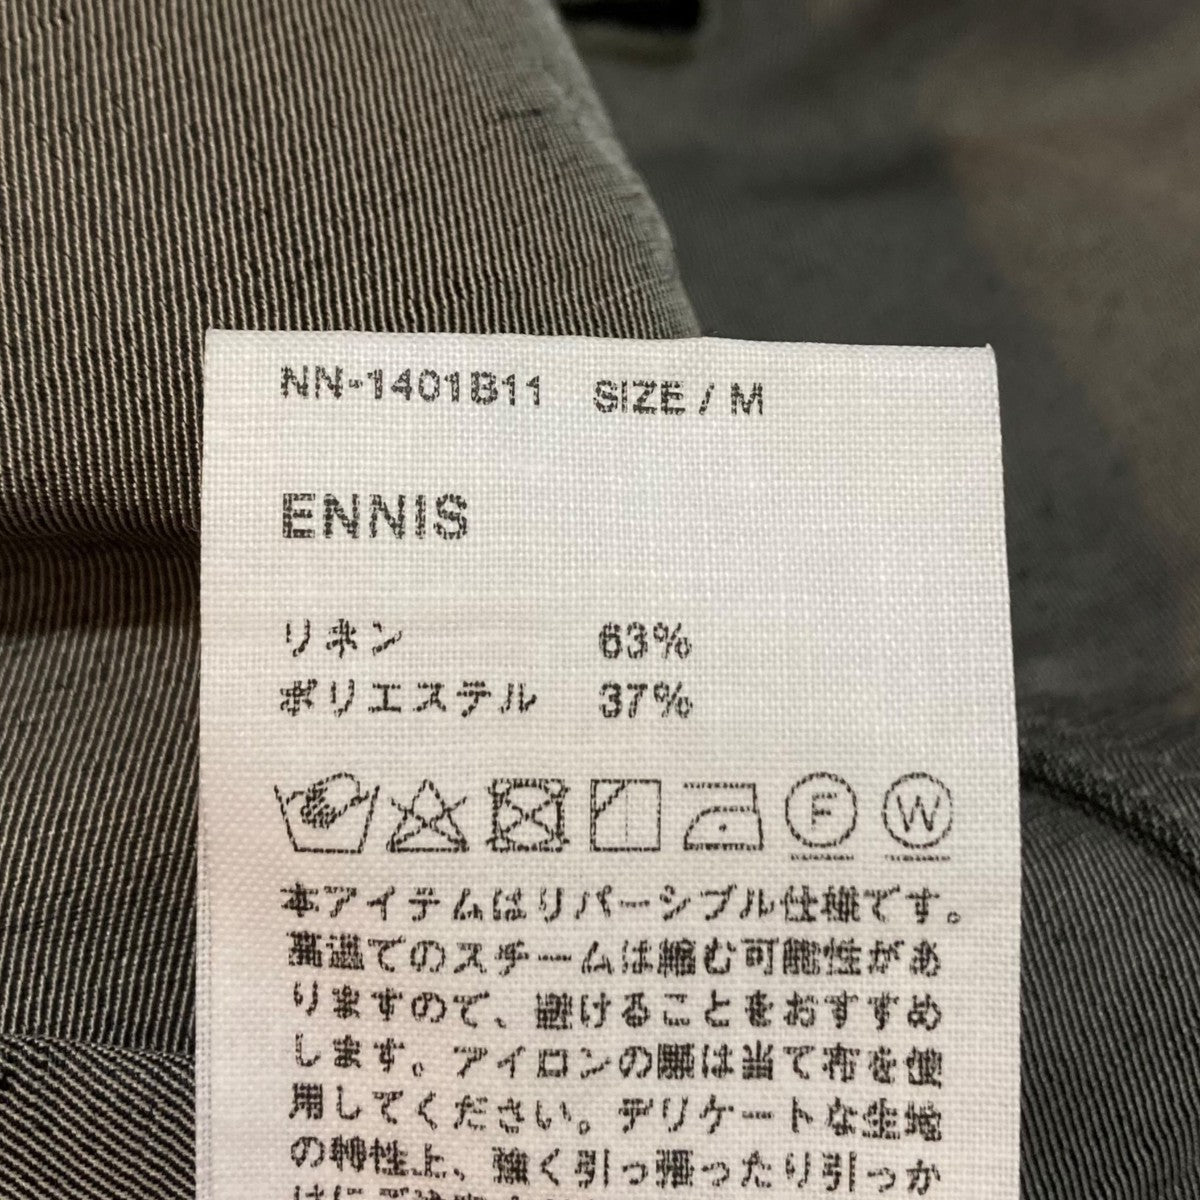 NN-1401B11 SIZE / M
ENNIS
リネン 63%
ポリエステル 37%
F W
本アイテムはリバーシブル仕様です。
高温でのスチームは縮む可能性があ
りますので、避けることをおすすめ
します。アイロンの際は当て布を使
用してください。デリケートな生地
の特性上、強く引っ張ったり引っか